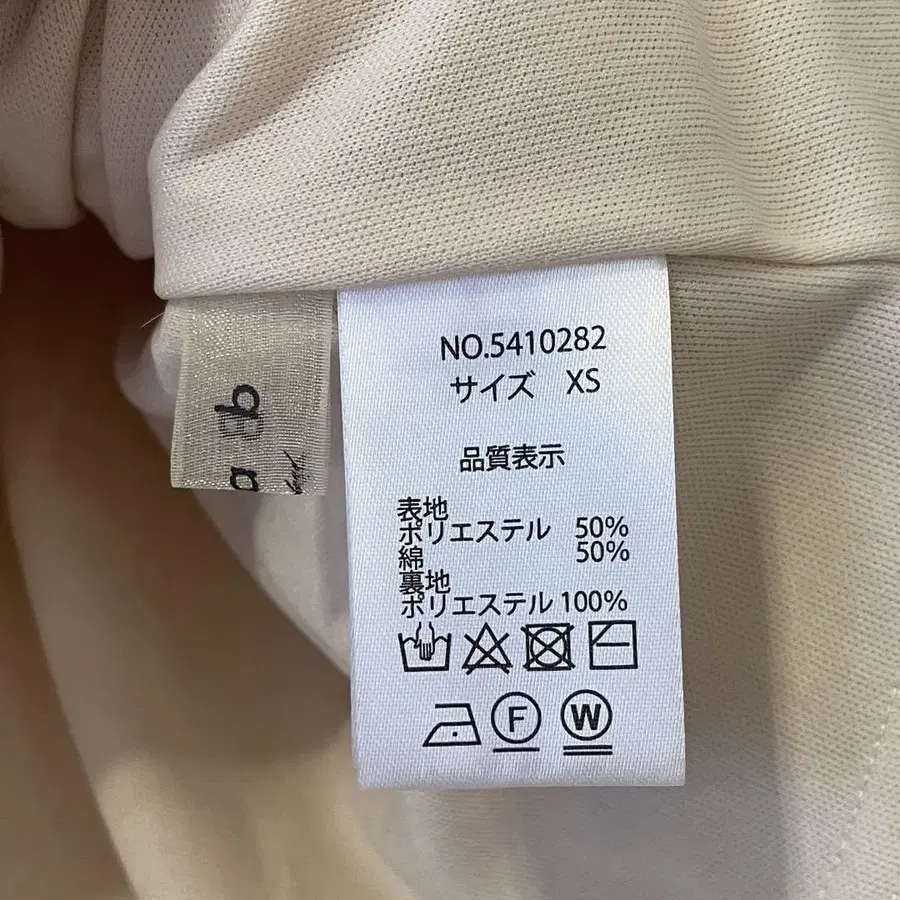 NO.5410282
サイズ XS
品質表示
表地
ポリエステル 50%
綿 50%
裏地
ポリエステル 100%
F W
a b